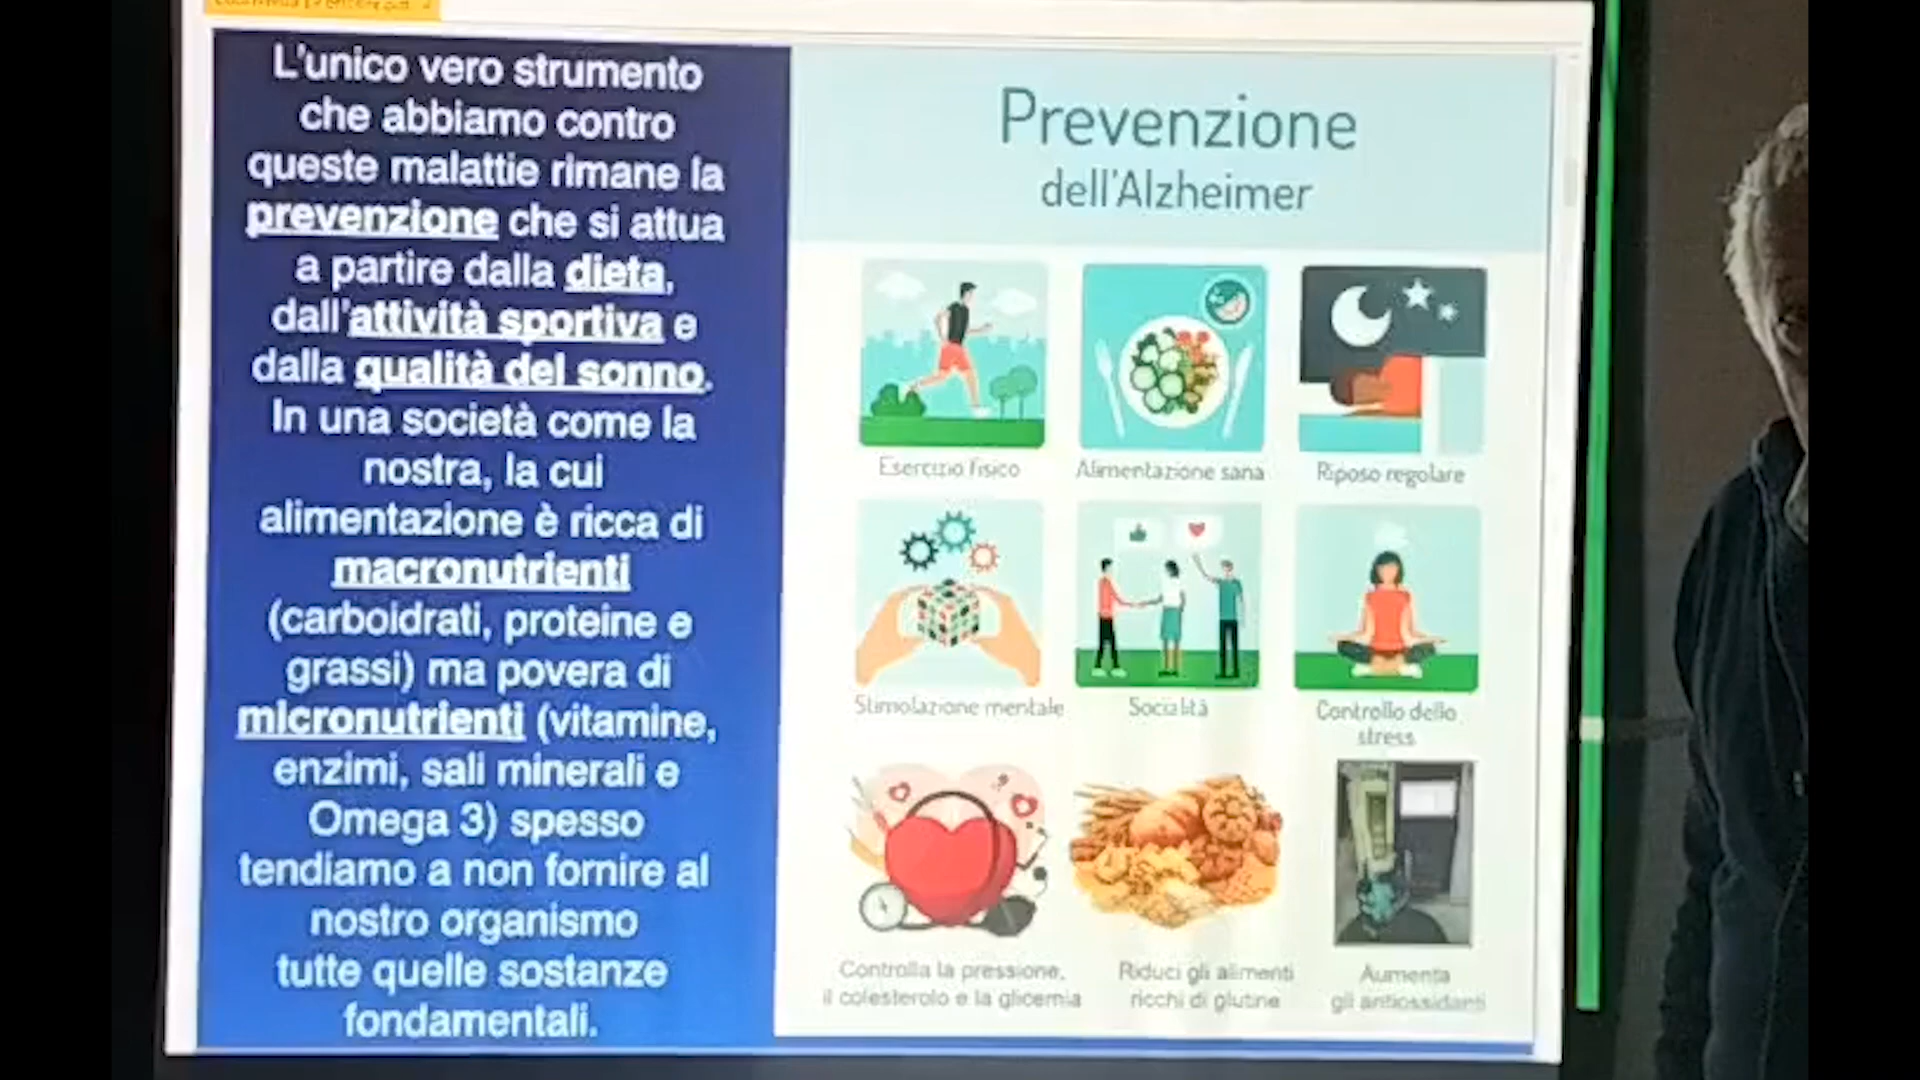 L'unico vero strumento
che abbiamo contro
queste malattie rimane la
prevenzione che si attua
a partire dalla dieta,
dall'attività sportiva e
dalla qualità del sonno.
In una società come la
nostra, la cui
alimentazione è ricca di
macronutrienti
(carboidrati, proteine e
grassi) ma povera di
micronutrienti (vitamine,
enzimi, sali minerali e
Omega 3) spesso
tendiamo a non fornire al
nostro organismo
tutte quelle sostanze
fondamentali.
Prevenzione
dell'Alzheimer
Esercizio fisico
Alimentazione sana
Riposo regolare
Stimolazione mentale
Socialità
Controllo dello
stress
Controlla la pressione,
il colesterolo e la glicemia
Riduci gli alimenti
ricchi di glutine
Aumenta
gli antiossidanti